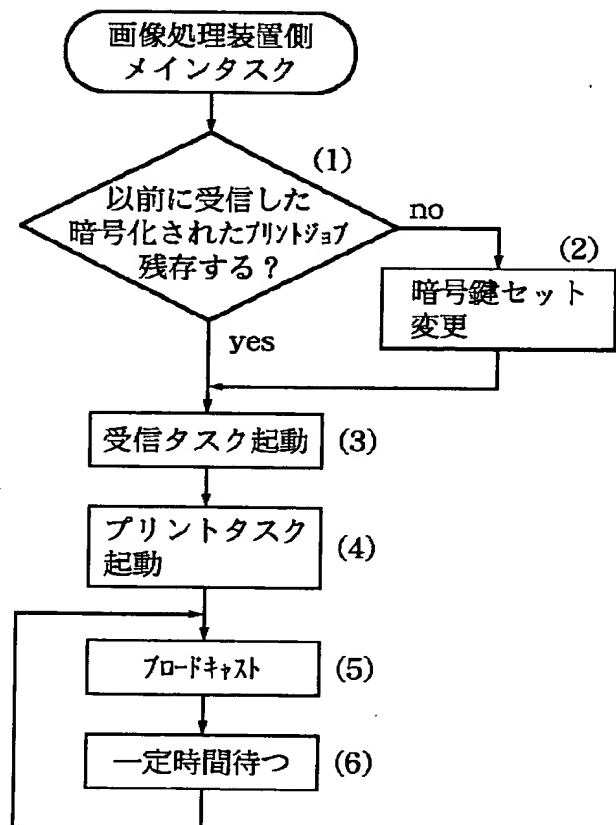 画像処理装置側
メインタスク
(1)
以前に受信した
暗号化されたプリントジョブ
残存する?
no
(2)
暗号鍵セット
変更
yes
受信タスク起動
(3)
プリントタスク
起動
(4)
ブロードキャスト
(5)
一定時間待つ
(6)